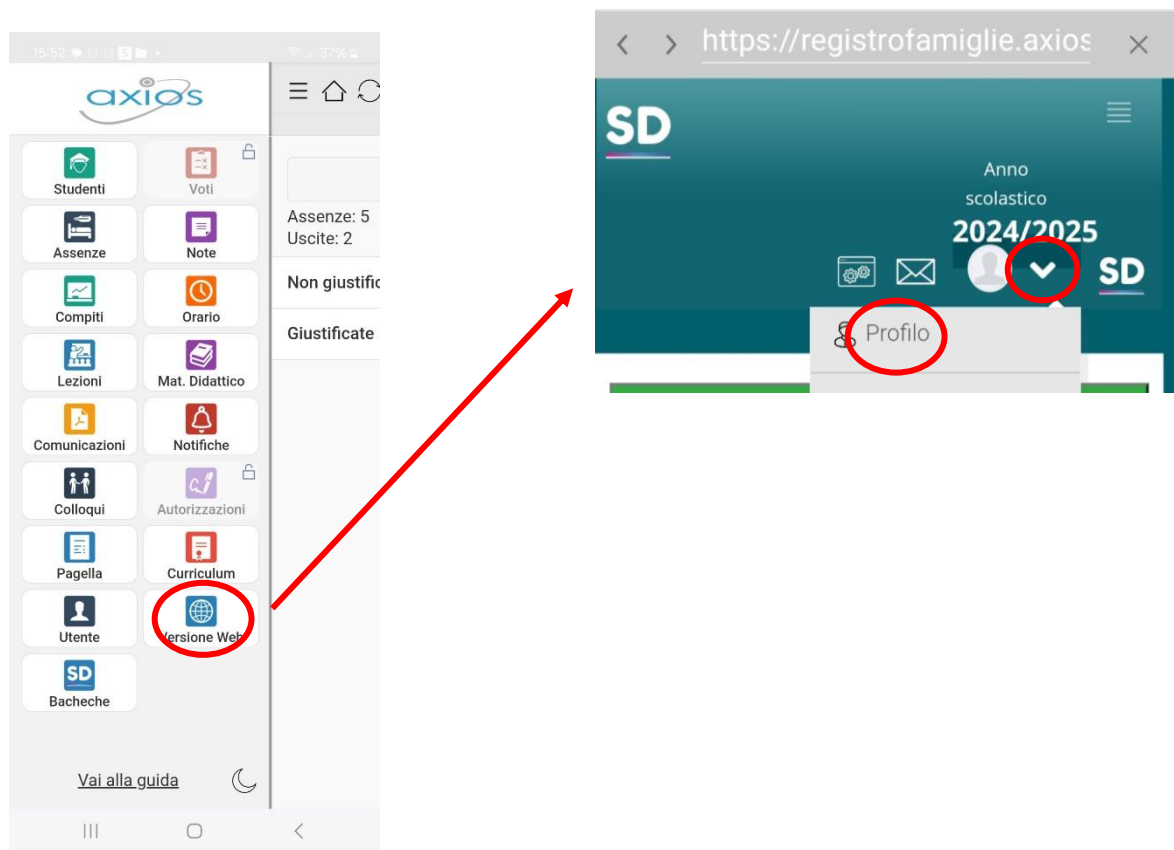 15:52
37%
axios
Studenti
Voti
Assenze
Note
Compiti
Orario
Lezioni
Mat. Didattico
Comunicazioni
Notifiche
Colloqui
Autorizzazioni
Pagella
Curriculum
Utente
Versione Web
SD
Bacheche
Vai alla guida
Assenze: 5
Uscite: 2
Non giustific
Giustificate
https://registrofamiglie.axios
SD
Anno
scolastico
2024/2025
SD
Profilo